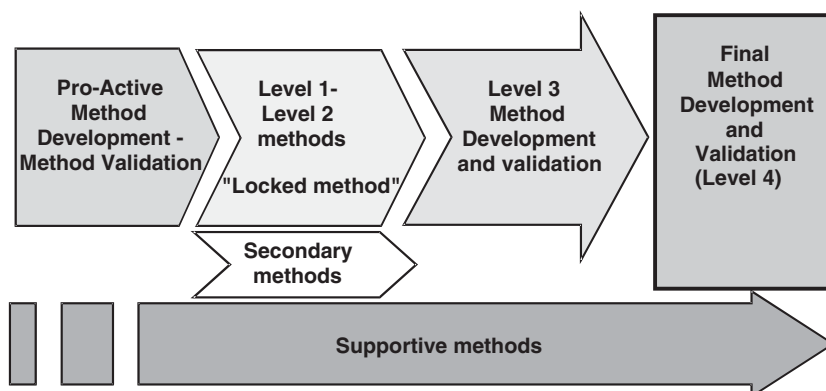 Pro-Active
Method
Development -
Method Validation
Level 1-
Level 2
methods
"Locked method"
Secondary
methods
Level 3
Method
Development
and validation
Final
Method
Development
and
Validation
(Level 4)
Supportive methods